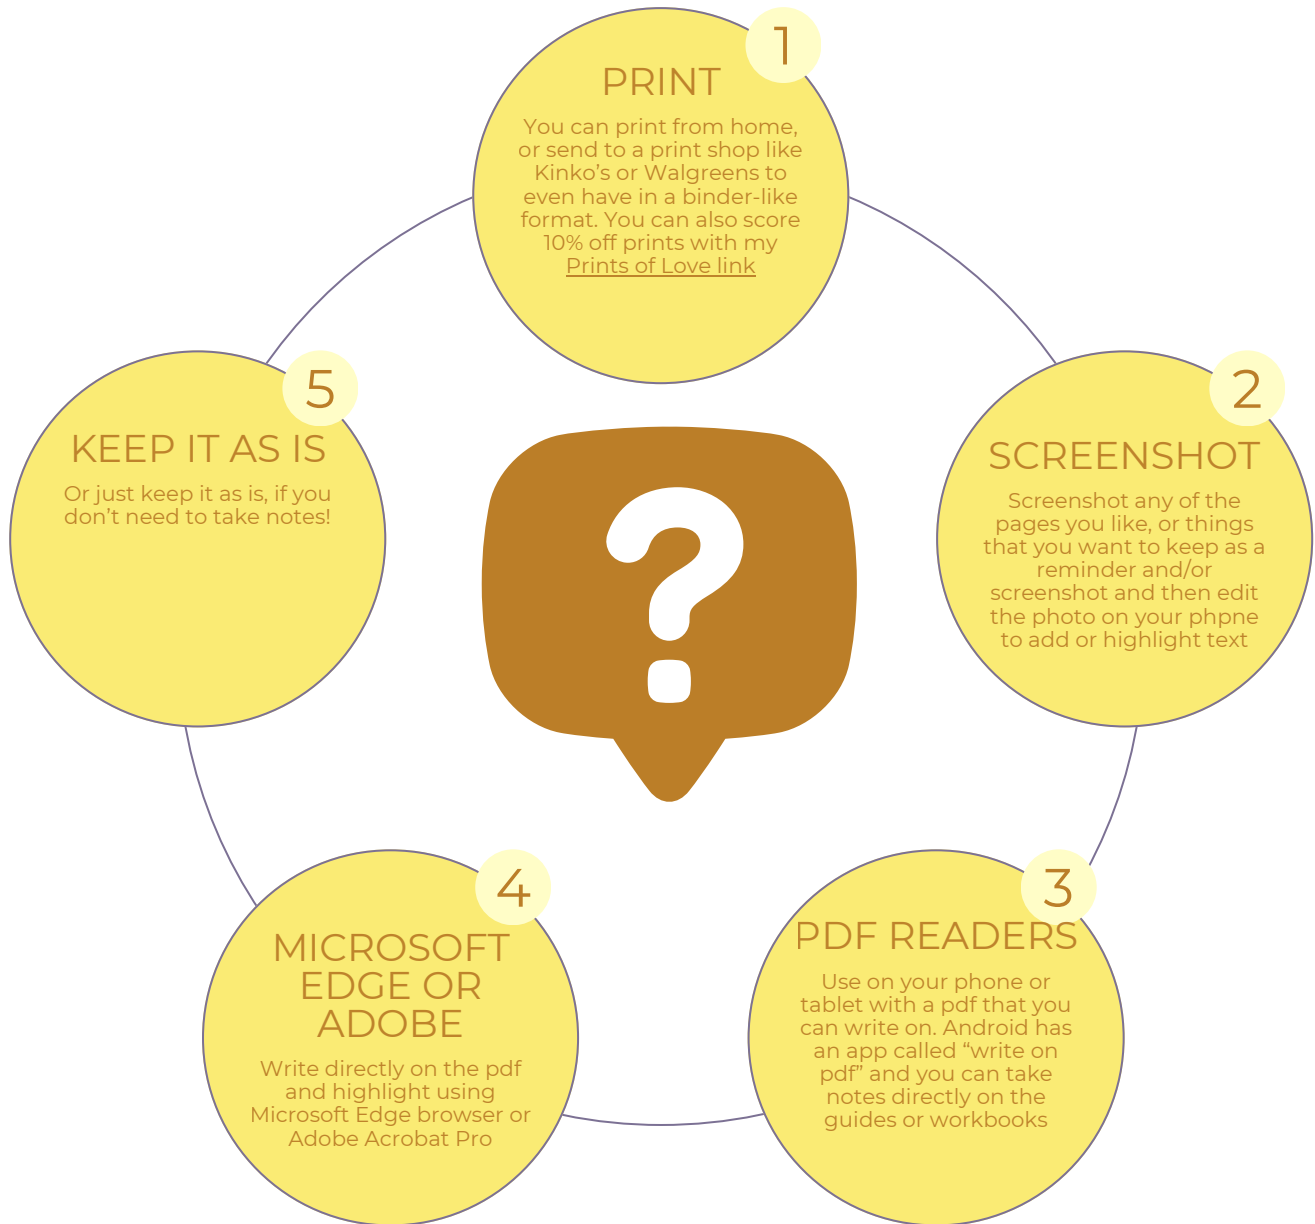 1
PRINT
You can print from home,
or send to a print shop like
Kinko’s or Walgreens to
even have in a binder-like
format. You can also score
10% off prints with my
Prints of Love link
2
SCREENSHOT
Screenshot any of the
pages you like, or things
that you want to keep as a
reminder and/or
screenshot and then edit
the photo on your phpne
to add or highlight text
3
PDF READERS
Use on your phone or
tablet with a pdf that you
can write on. Android has
an app called “write on
pdf” and you can take
notes directly on the
guides or workbooks
4
MICROSOFT
EDGE OR
ADOBE
Write directly on the pdf
and highlight using
Microsoft Edge browser or
Adobe Acrobat Pro
5
KEEP IT AS IS
Or just keep it as is, if you
don’t need to take notes!
?